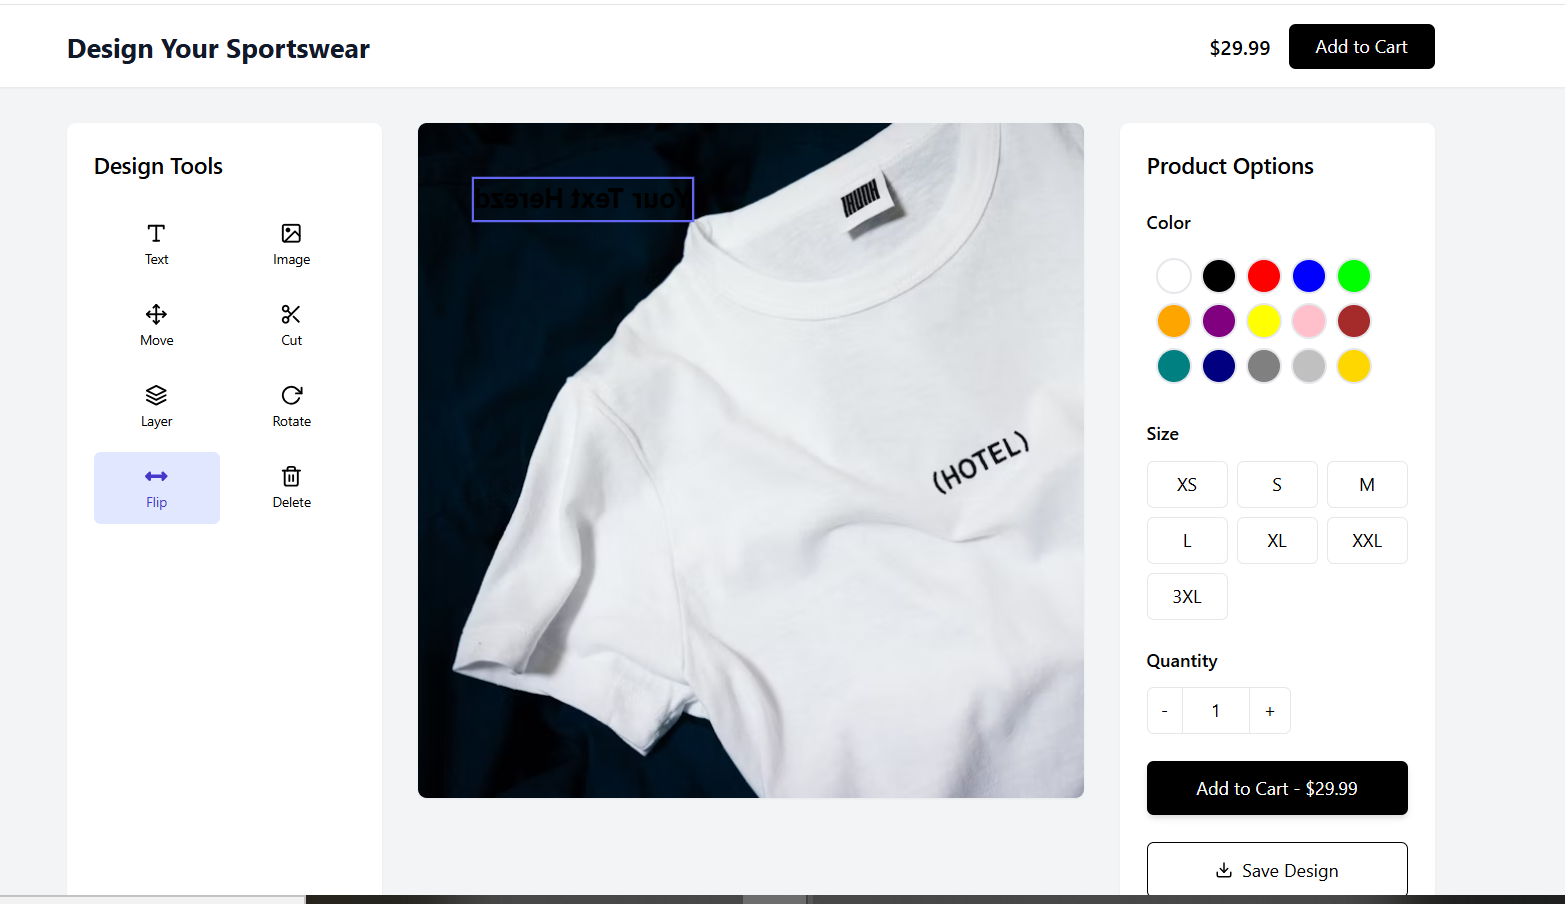 Design Your Sportswear
$29.99
Add to Cart
Design Tools
Text
Image
Move
Cut
Layer
Rotate
Flip
Delete
Your Text Herezd
(HOTEL)
Product Options
Color
Size
XS
S
M
L
XL
XXL
3XL
Quantity
- 1 +
Add to Cart - $29.99
Save Design